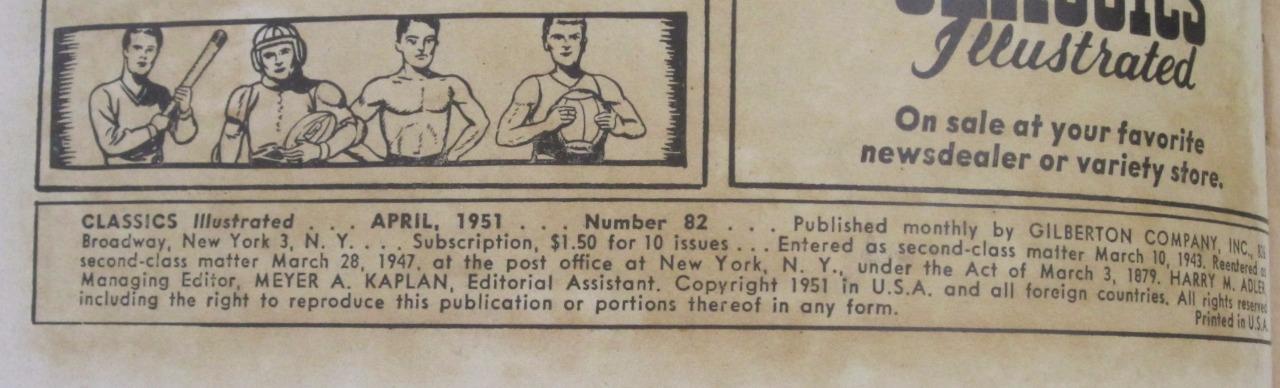 CLASSICS
Illustrated
On sale at your favorite
newsdealer or variety store.
CLASSICS Illustrated . . . APRIL, 1951 . . . Number 82 . . . Published monthly by GILBERTON COMPANY, INC., 826
Broadway, New York 3, N. Y. . . . Subscription, $1.50 for 10 issues . . . Entered as second-class matter March 10, 1943. Reentered as
second-class matter March 28, 1947, at the post office at New York, N. Y., under the Act of March 3, 1879. HARRY M. ADLER,
Managing Editor, MEYER A. KAPLAN, Editorial Assistant. Copyright 1951 in U.S.A. and all foreign countries. All rights reserved
including the right to reproduce this publication or portions thereof in any form.
Printed in U.S.A.